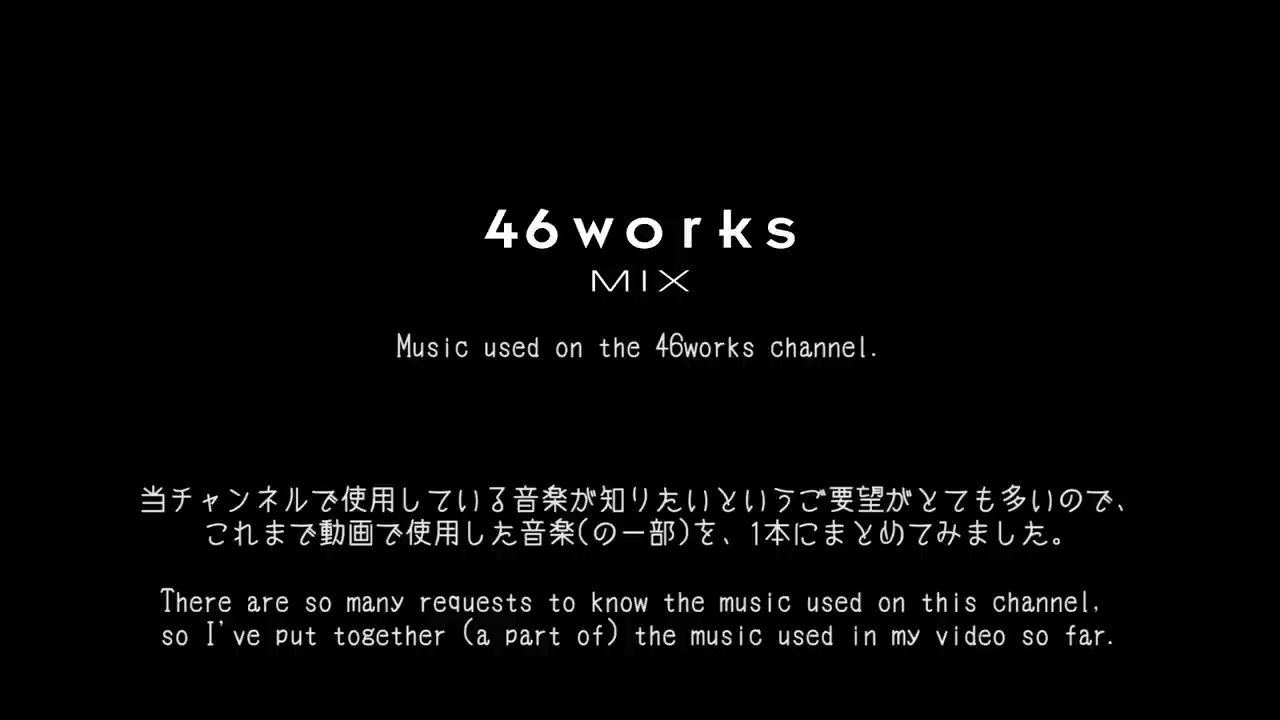 46works
MIX
Music used on the 46works channel.
当チャンネルで使用している音楽が知りたいというご要望がとても多いので、
これまで動画で使用した音楽(の一部)を、1本にまとめてみました。
There are so many requests to know the music used on this channel,
so I've put together (a part of) the music used in my video so far.